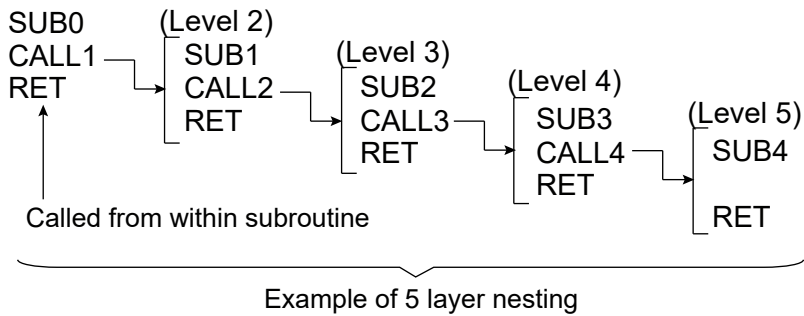 SUB0
CALL1
RET
(Level 2)
SUB1
CALL2
RET
(Level 3)
SUB2
CALL3
RET
(Level 4)
SUB3
CALL4
RET
(Level 5)
SUB4
RET
Called from within subroutine
Example of 5 layer nesting